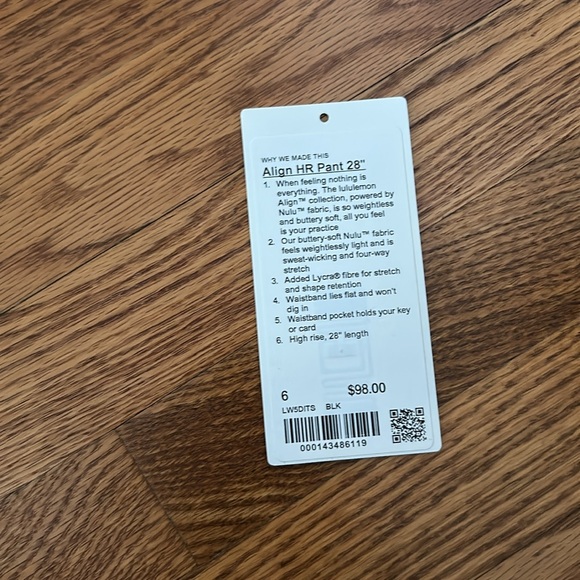 WHY WE MADE THIS
Align HR Pant 28"
1. When feeling nothing is
everything. The lululemon
Align™ collection, powered by
Nulu™ fabric, is so weightless
and buttery soft, all you feel
is your practice
2. Our buttery-soft Nulu™ fabric
feels weightlessly light and is
sweat-wicking and four-way
stretch
3. Added Lycra® fibre for stretch
and shape retention
4. Waistband lies flat and won't
dig in
5. Waistband pocket holds your key
or card
6. High rise, 28" length
6 $98.00
LW5DITS BLK
000143486119